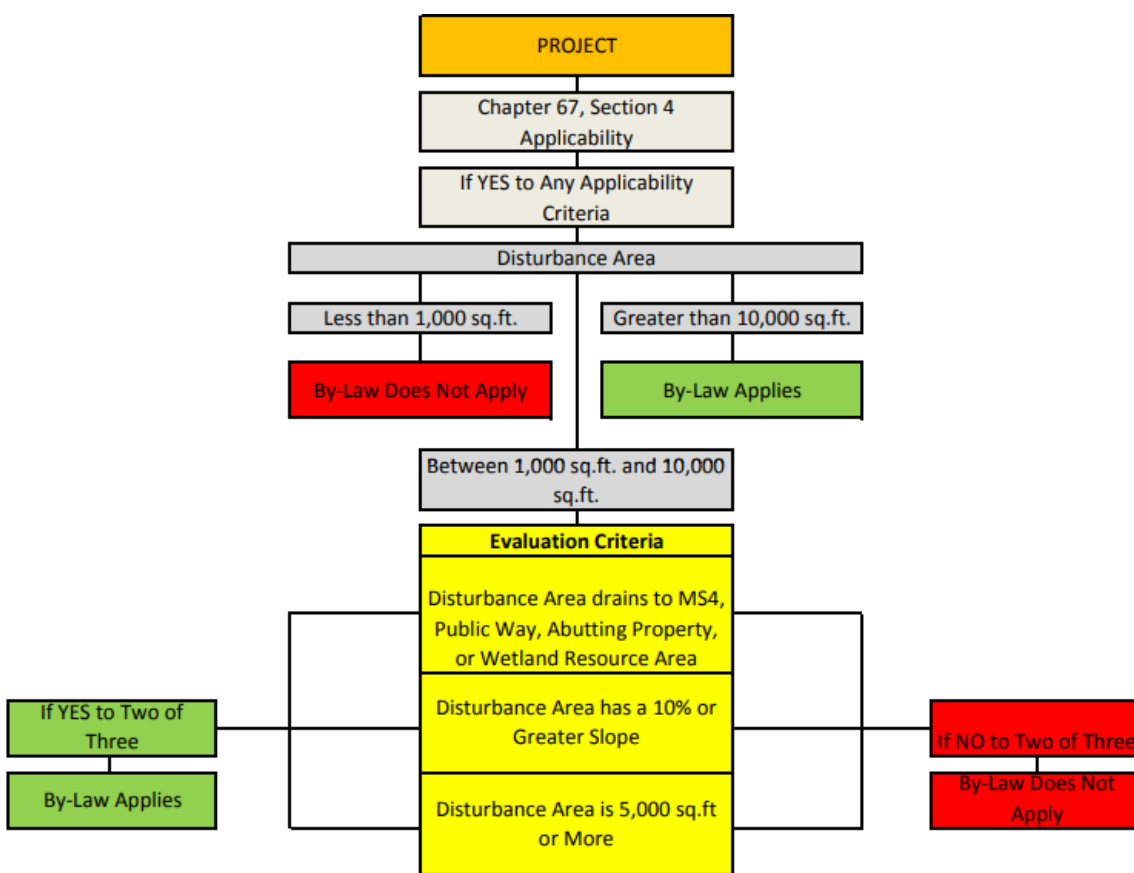 PROJECT
Chapter 67, Section 4
Applicability
If YES to Any Applicability
Criteria
Disturbance Area
Less than 1,000 sq.ft.
Greater than 10,000 sq.ft.
By-Law Does Not Apply
By-Law Applies
Between 1,000 sq.ft. and 10,000
sq.ft.
Evaluation Criteria
Disturbance Area drains to MS4,
Public Way, Abutting Property,
or Wetland Resource Area
Disturbance Area has a 10% or
Greater Slope
Disturbance Area is 5,000 sq.ft
or More
If YES to Two of
Three
By-Law Applies
If NO to Two of Three
By-Law Does Not
Apply